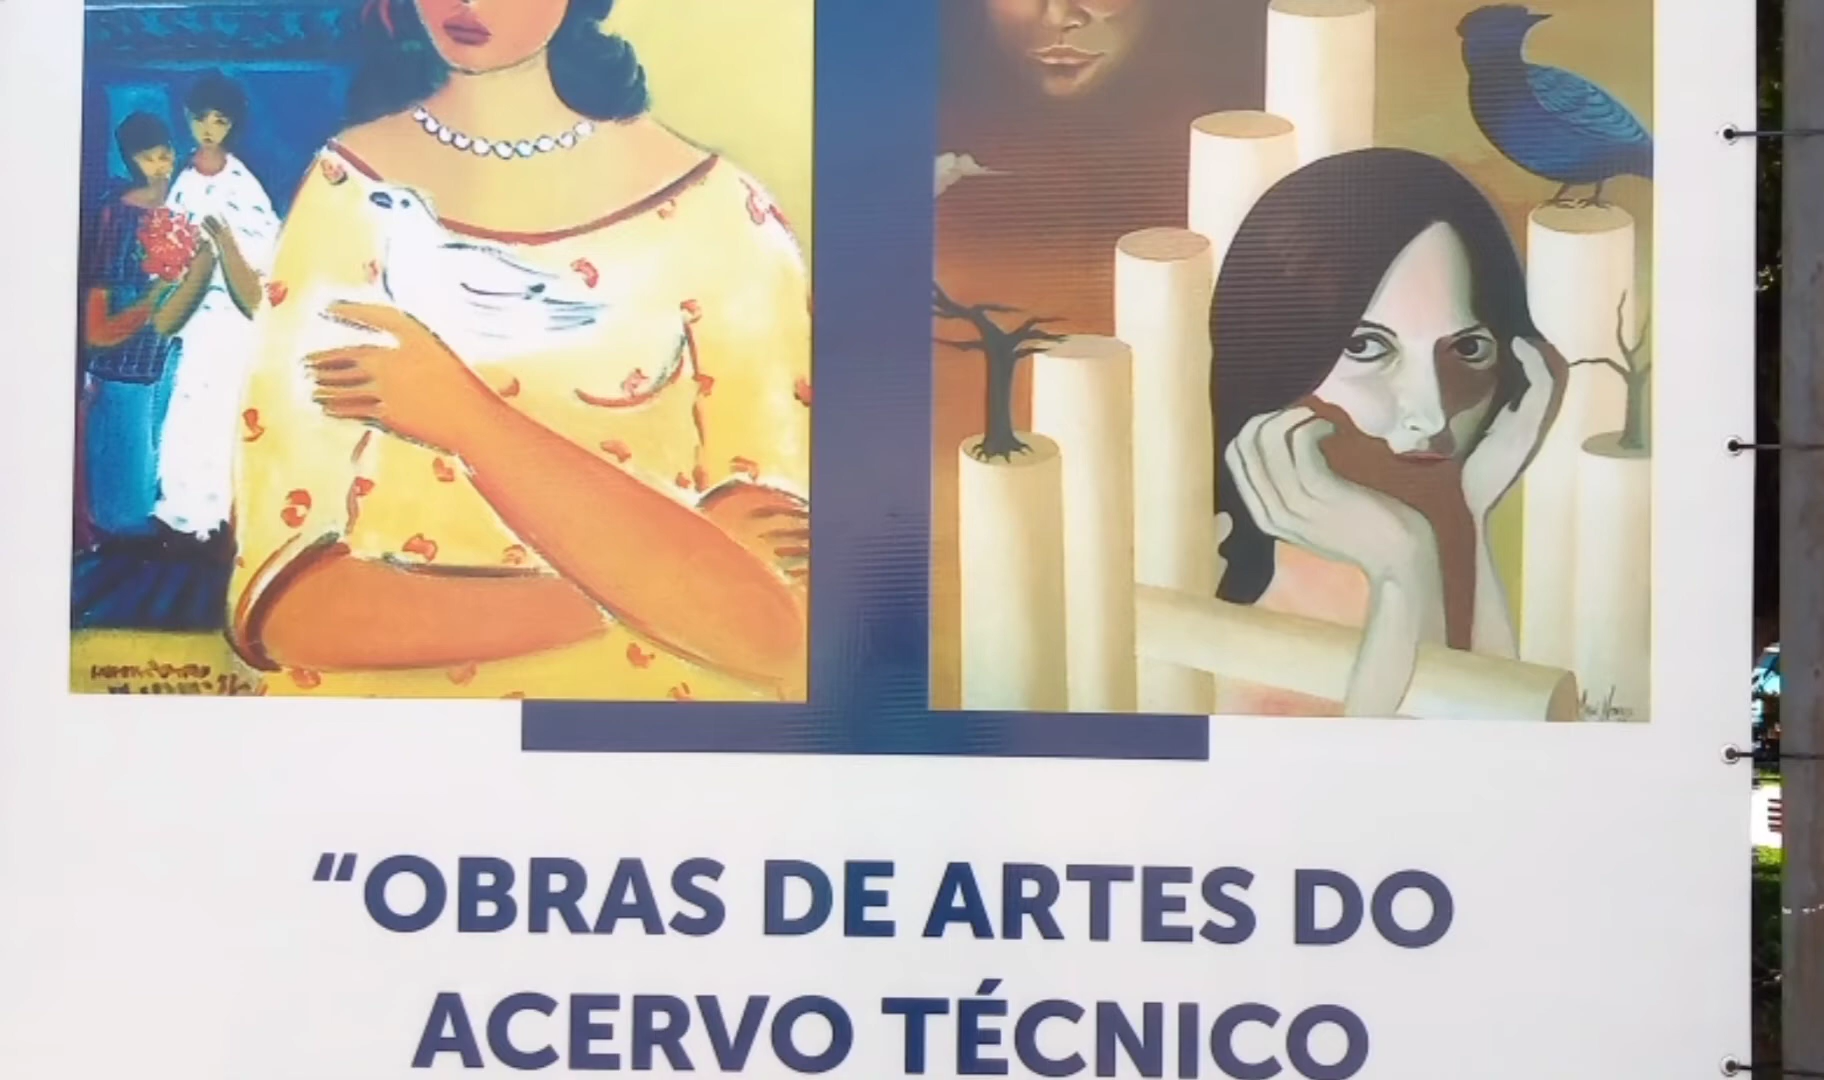 “OBRAS DE ARTES DO
ACERVO TÉCNICO